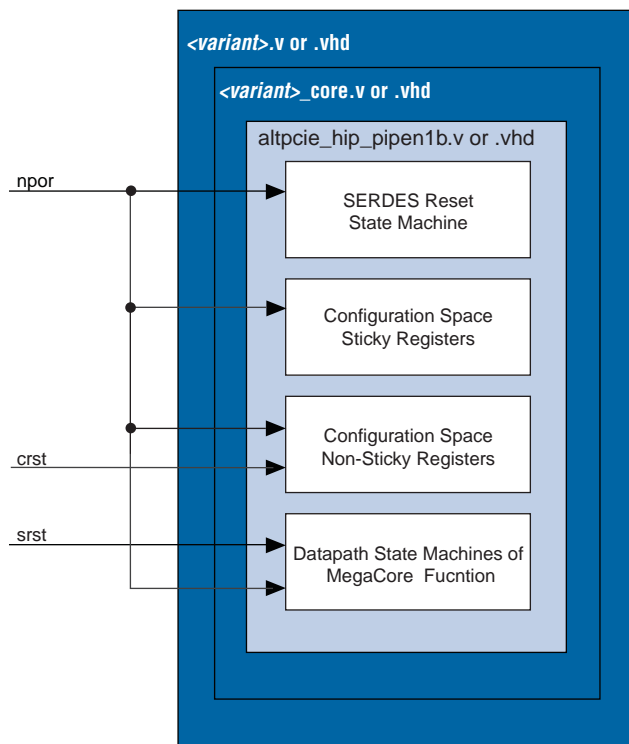 <variant>.v or .vhd
<variant>_core.v or .vhd
altpcie_hip_pipen1b.v or .vhd
npor
SERDES Reset
State Machine
Configuration Space
Sticky Registers
Configuration Space
Non-Sticky Registers
crst
srst
Datapath State Machines of
MegaCore Fucntion